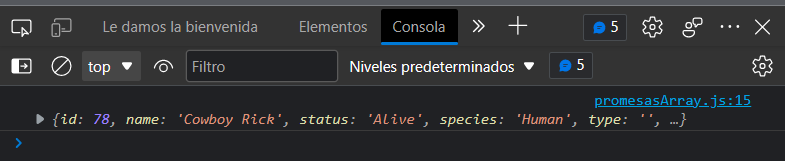 Le damos la bienvenida Elementos Consola 5
top Filtro Niveles predeterminados 5
promesasArray.js:15
{id: 78, name: 'Cowboy Rick', status: 'Alive', species: 'Human', type: '', …}